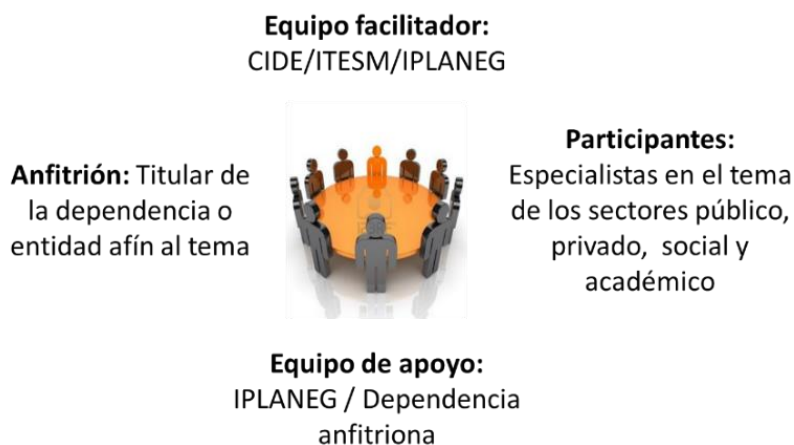 Equipo facilitador:
CIDE/ITESM/IPLANEG
Anfitrión: Titular de
la dependencia o
entidad afín al tema
Participantes:
Especialistas en el tema
de los sectores público,
privado, social y
académico
Equipo de apoyo:
IPLANEG / Dependencia
anfitriona